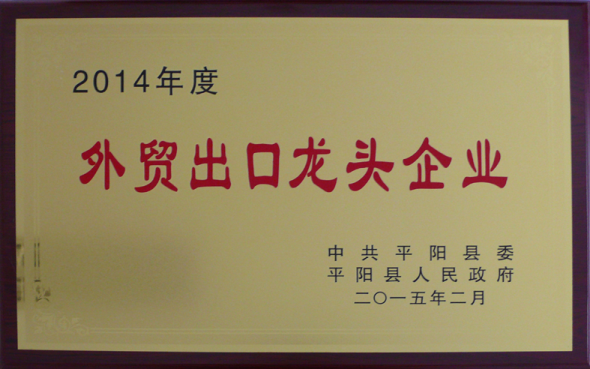 2014年度
外贸出口龙头企业
中共平阳县委
平阳县人民政府
二〇一五年二月